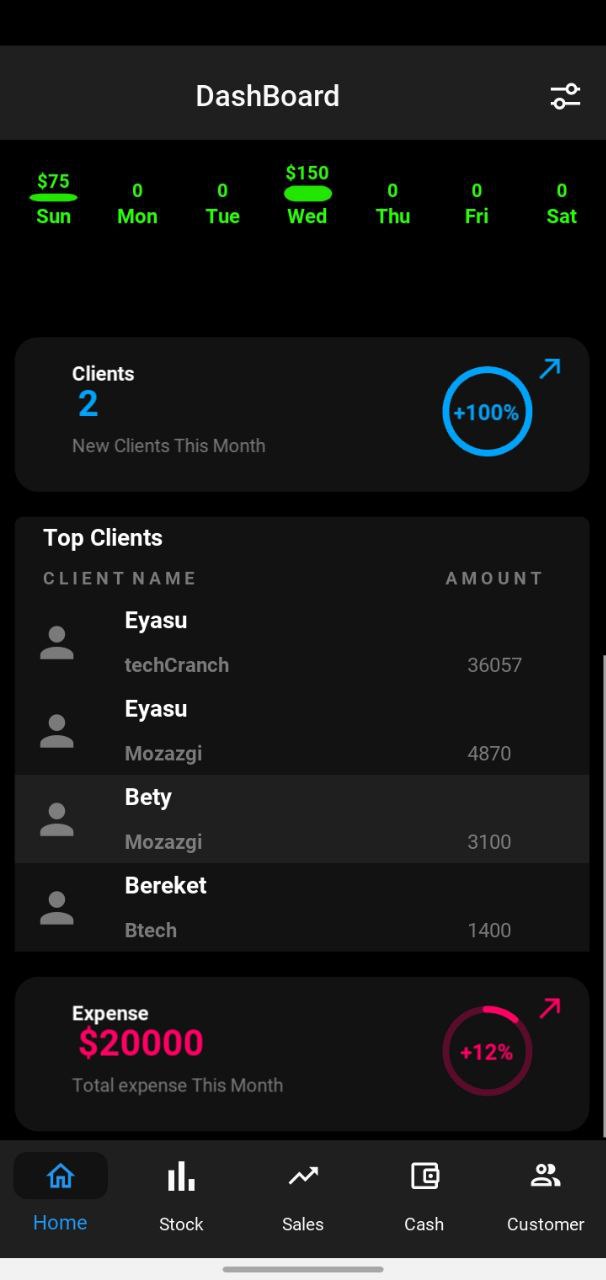 DashBoard
$75 0 0 $150 0 0 0
Sun Mon Tue Wed Thu Fri Sat
Clients
2
+100%
New Clients This Month
Top Clients
CLIENT NAME AMOUNT
Eyasu
techCranch 36057
Eyasu
Mozazgi 4870
Bety
Mozazgi 3100
Bereket
Btech 1400
Expense
$20000
+12%
Total expense This Month
Home Stock Sales Cash Customer